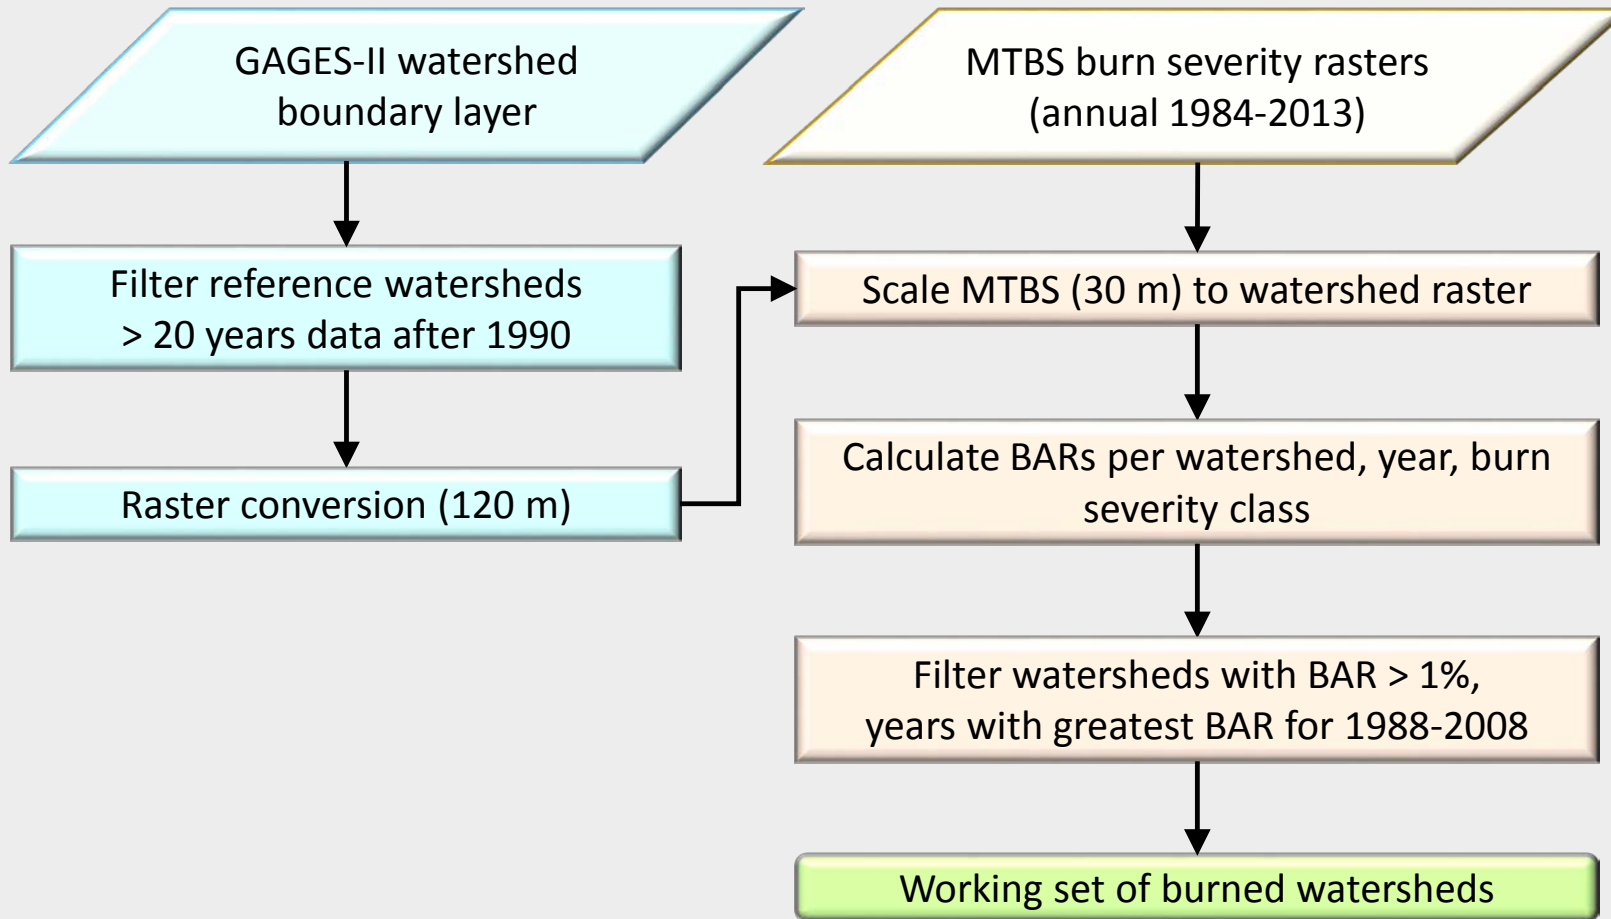 GAGES-II watershed
boundary layer
Filter reference watersheds
> 20 years data after 1990
Raster conversion (120 m)
MTBS burn severity rasters
(annual 1984-2013)
Scale MTBS (30 m) to watershed raster
Calculate BARs per watershed, year, burn
severity class
Filter watersheds with BAR > 1%,
years with greatest BAR for 1988-2008
Working set of burned watersheds